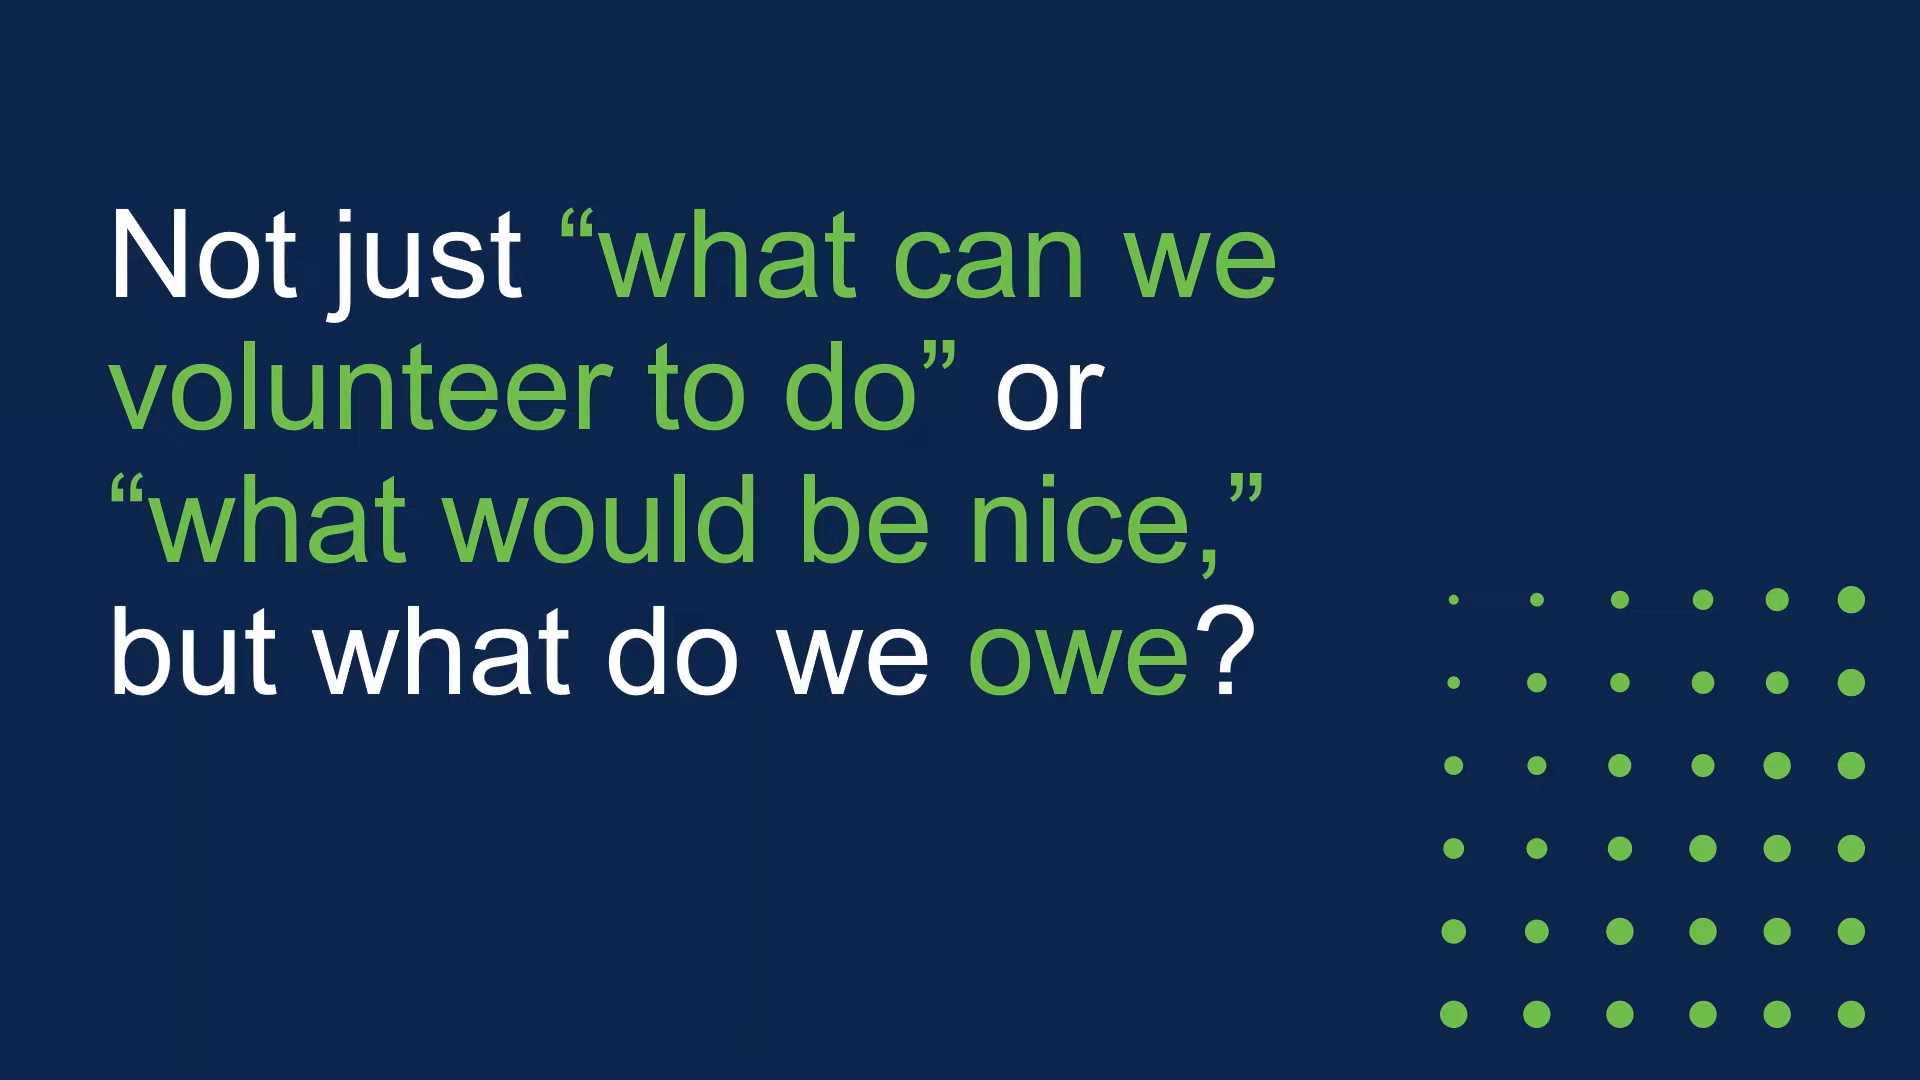 Not just “what can we
volunteer to do” or
“what would be nice,”
but what do we owe?